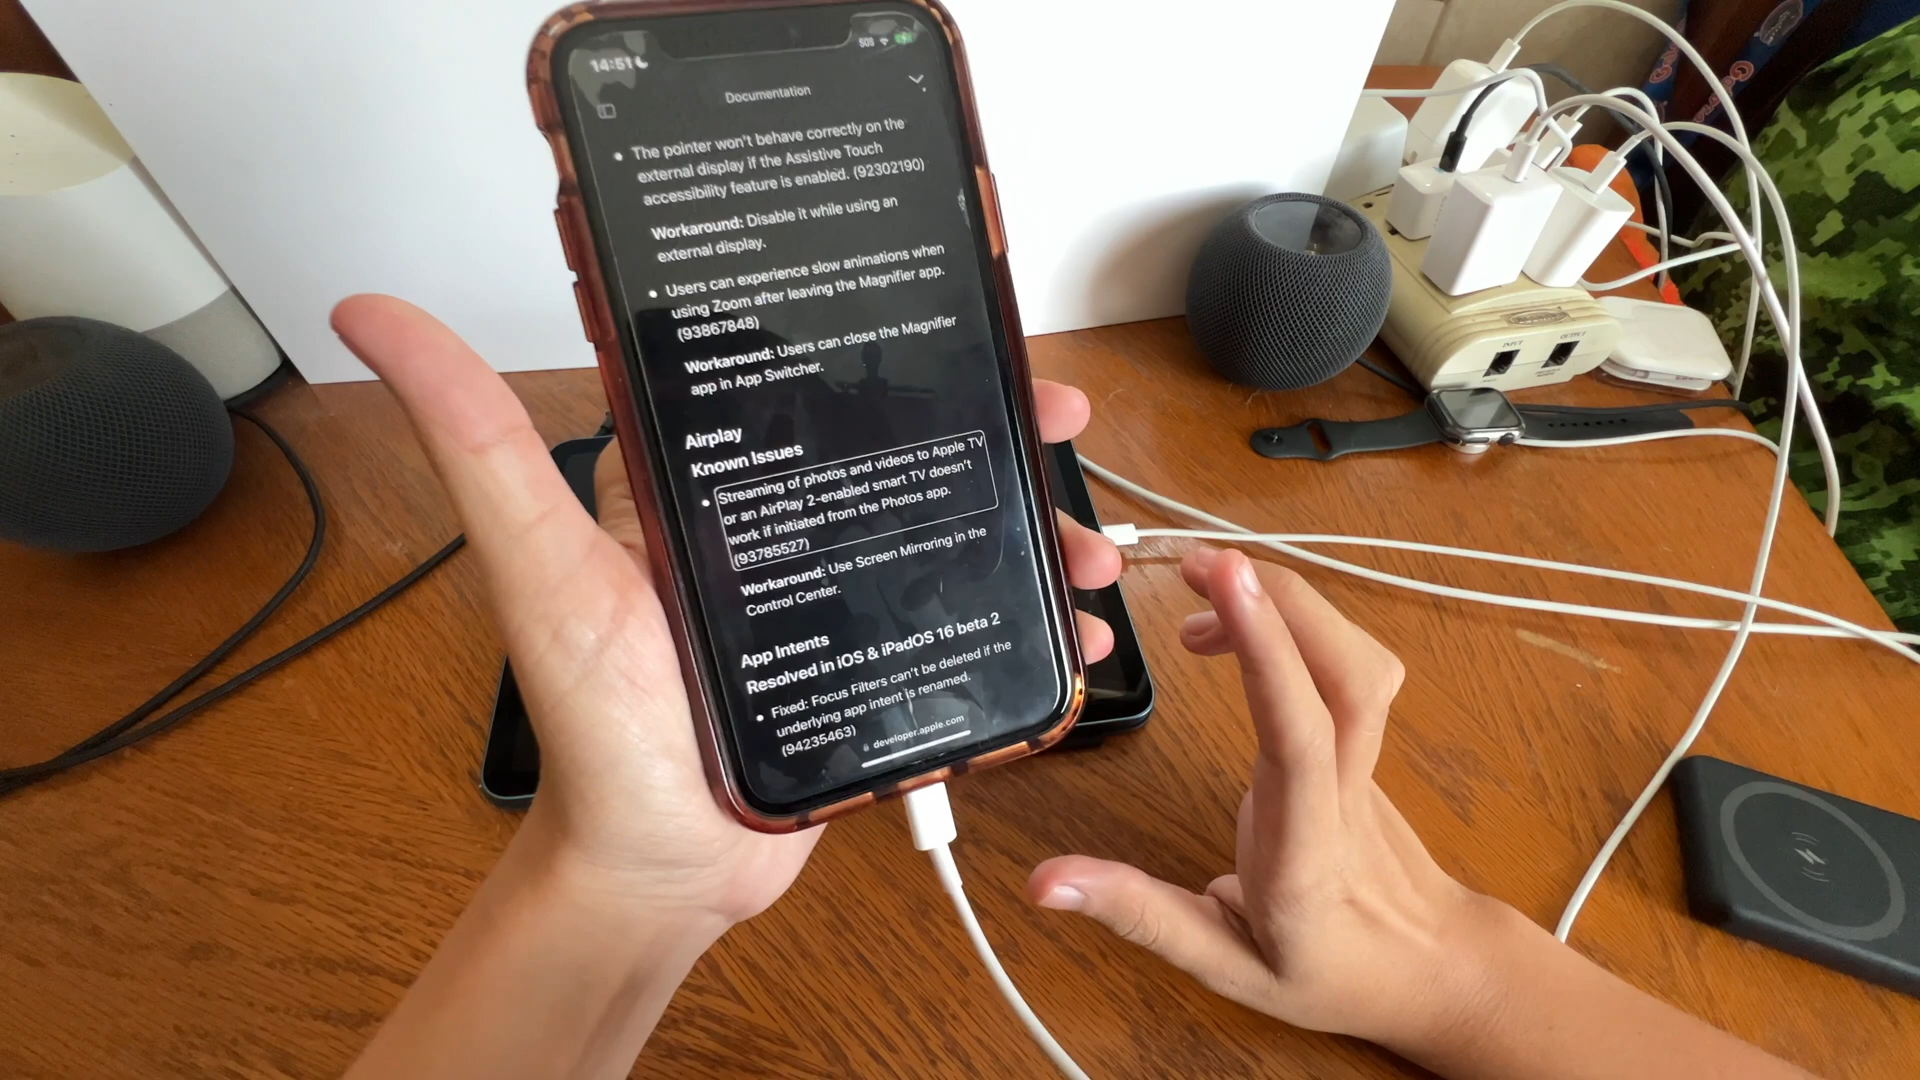 14:51
SOS
Documentation
• The pointer won't behave correctly on the
external display if the Assistive Touch
accessibility feature is enabled. (92302190)
Workaround: Disable it while using an
external display.
• Users can experience slow animations when
using Zoom after leaving the Magnifier app.
(93867848)
Workaround: Users can close the Magnifier
app in App Switcher.
Airplay
Known Issues
• Streaming of photos and videos to Apple TV
or an AirPlay 2-enabled smart TV doesn't
work if initiated from the Photos app.
(93785527)
Workaround: Use Screen Mirroring in the
Control Center.
App Intents
Resolved in iOS & iPadOS 16 beta 2
• Fixed: Focus Filters can't be deleted if the
underlying app intent is renamed.
(94235463)
developer.apple.com
INPUT
OUTPUT